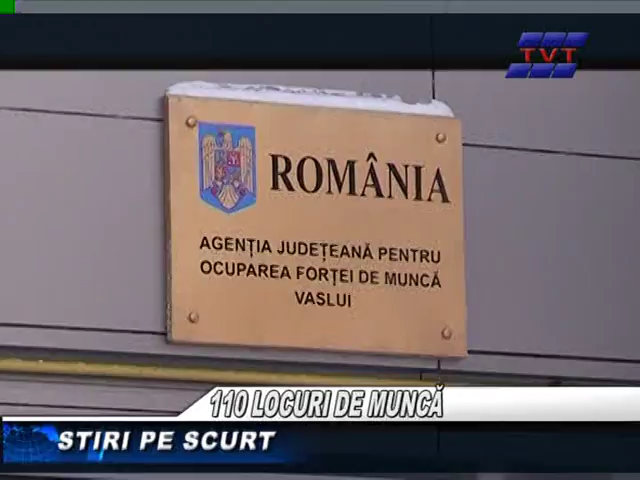 TVT
ROMÂNIA
AGENȚIA JUDEȚEANĂ PENTRU
OCUPAREA FORȚEI DE MUNCĂ
VASLUI
110 LOCURI DE MUNCĂ
STIRI PE SCURT